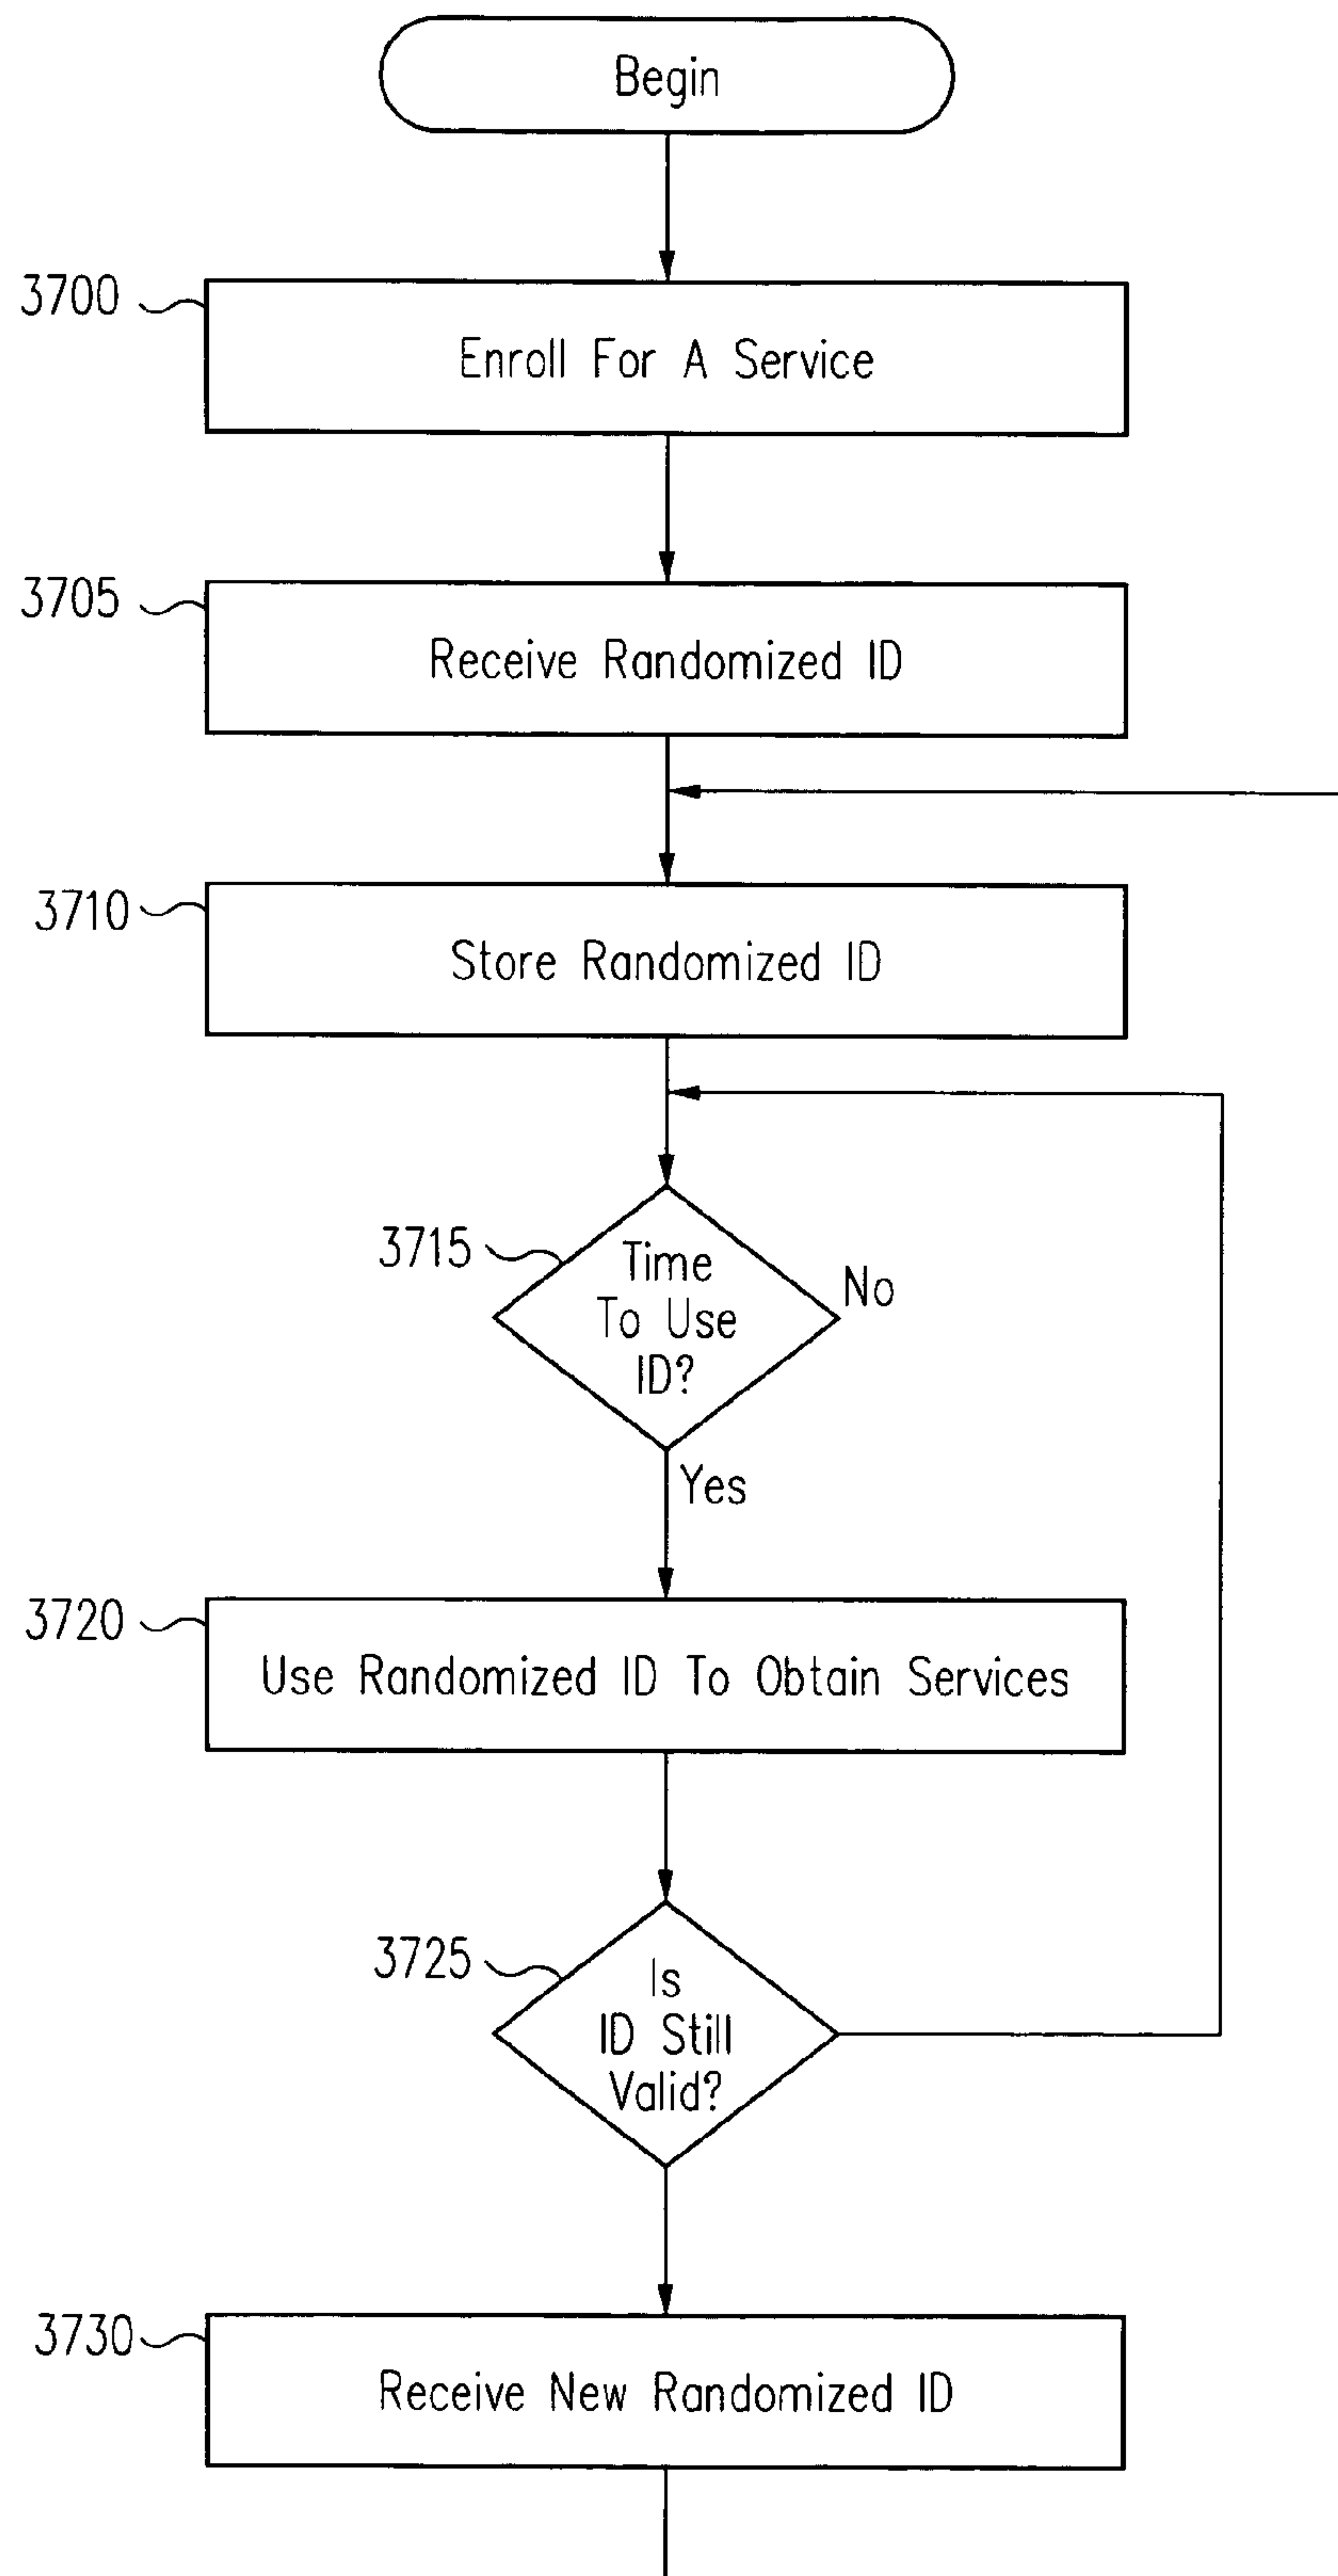 Begin
3700
Enroll For A Service
3705
Receive Randomized ID
3710
Store Randomized ID
3715
Time
To Use
ID?
No
Yes
3720
Use Randomized ID To Obtain Services
3725
Is
ID Still
Valid?
3730
Receive New Randomized ID